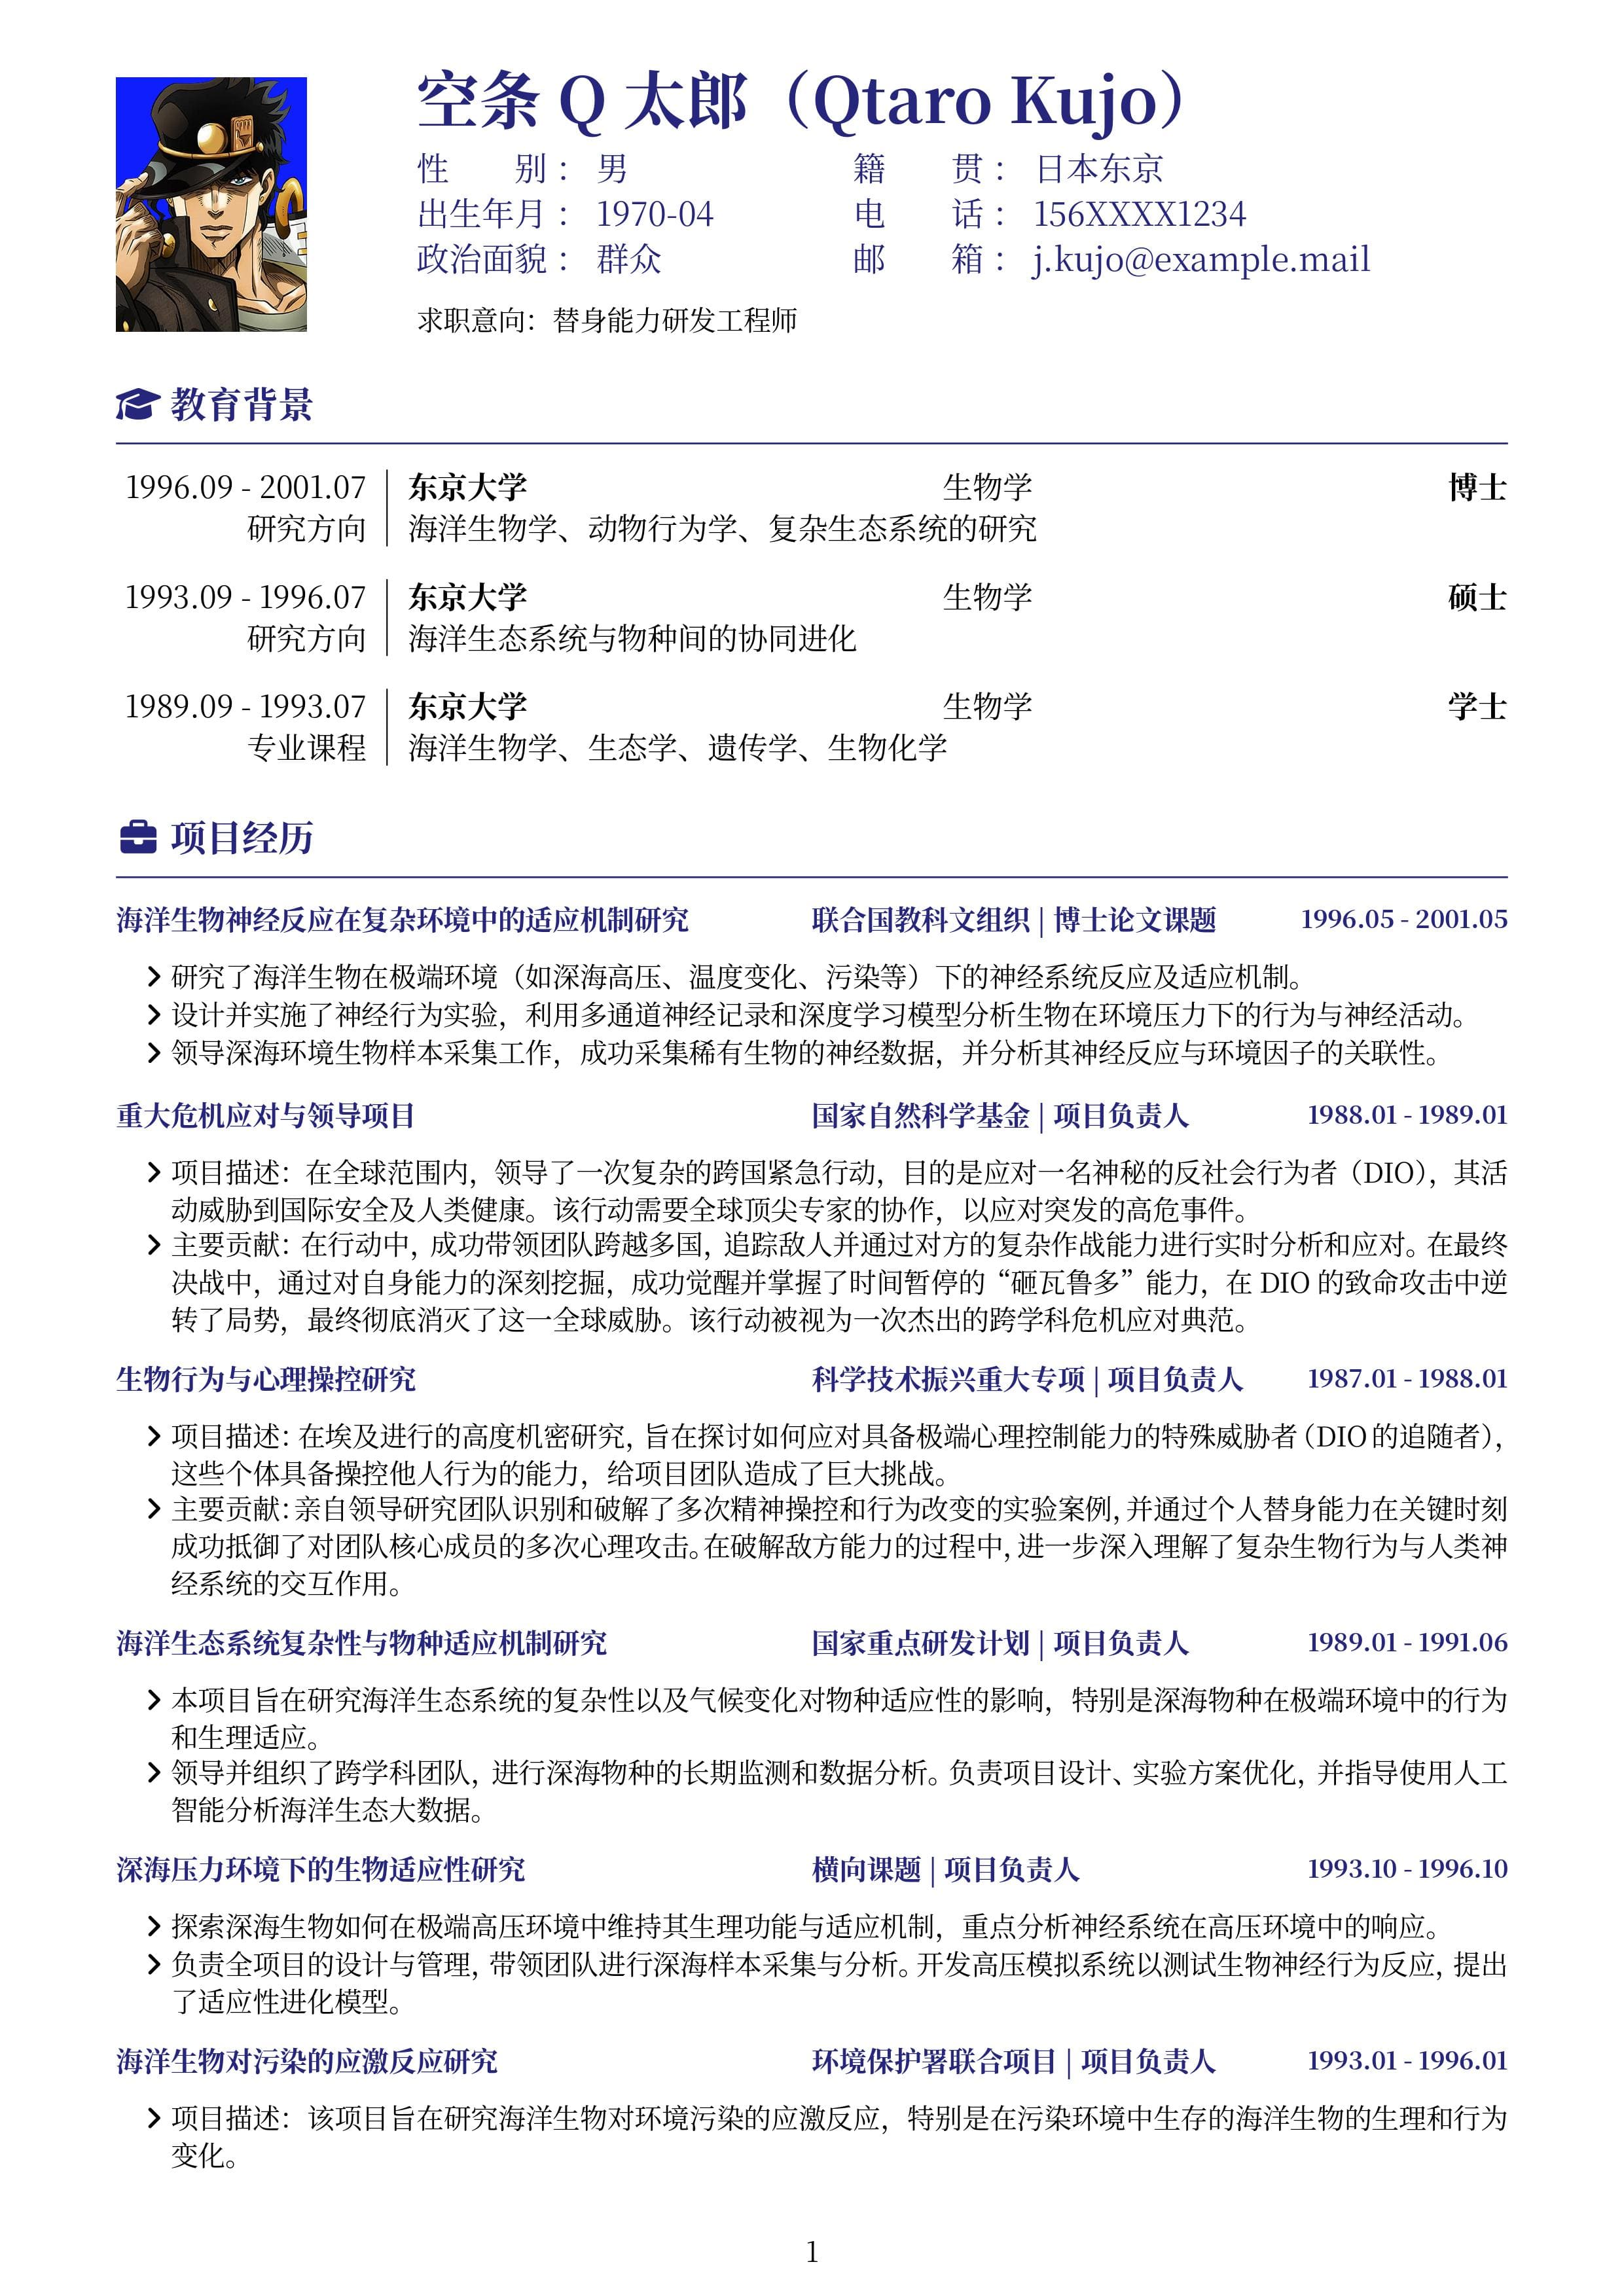 空条 Q 太郎（Qtaro Kujo）
性 别： 男 籍 贯： 日本东京
出生年月： 1970-04 电 话： 156XXXX1234
政治面貌： 群众 邮 箱： j.kujo@example.mail
求职意向：替身能力研发工程师
教育背景
1996.09 - 2001.07 东京大学 生物学 博士
研究方向 海洋生物学、动物行为学、复杂生态系统的研究
1993.09 - 1996.07 东京大学 生物学 硕士
研究方向 海洋生态系统与物种间的协同进化
1989.09 - 1993.07 东京大学 生物学 学士
专业课程 海洋生物学、生态学、遗传学、生物化学
项目经历
海洋生物神经反应在复杂环境中的适应机制研究 联合国教科文组织 | 博士论文课题 1996.05 - 2001.05
研究了海洋生物在极端环境（如深海高压、温度变化、污染等）下的神经系统反应及适应机制。
设计并实施了神经行为实验，利用多通道神经记录和深度学习模型分析生物在环境压力下的行为与神经活动。
领导深海环境生物样本采集工作，成功采集稀有生物的神经数据，并分析其神经反应与环境因子的关联性。
重大危机应对与领导项目 国家自然科学基金 | 项目负责人 1988.01 - 1989.01
项目描述：在全球范围内，领导了一次复杂的跨国紧急行动，目的是应对一名神秘的反社会行为者（DIO），其活
动威胁到国际安全及人类健康。该行动需要全球顶尖专家的协作，以应对突发的高危事件。
主要贡献：在行动中，成功带领团队跨越多国，追踪敌人并通过对方的复杂作战能力进行实时分析和应对。在最终
决战中，通过对自身能力的深刻挖掘，成功觉醒并掌握了时间暂停的“砸瓦鲁多”能力，在 DIO 的致命攻击中逆
转了局势，最终彻底消灭了这一全球威胁。该行动被视为一次杰出的跨学科危机应对典范。
生物行为与心理操控研究 科学技术振兴重大专项 | 项目负责人 1987.01 - 1988.01
项目描述：在埃及进行的高度机密研究，旨在探讨如何应对具备极端心理控制能力的特殊威胁者（DIO 的追随者），
这些个体具备操控他人行为的能力，给项目团队造成了巨大挑战。
主要贡献：亲自领导研究团队识别和破解了多次精神操控和行为改变的实验案例，并通过个人替身能力在关键时刻
成功抵御了对团队核心成员的多次心理攻击。在破解敌方能力的过程中，进一步深入理解了复杂生物行为与人类神
经系统的交互作用。
海洋生态系统复杂性与物种适应机制研究 国家重点研发计划 | 项目负责人 1989.01 - 1991.06
本项目旨在研究海洋生态系统的复杂性以及气候变化对物种适应性的影响，特别是深海物种在极端环境中的行为
和生理适应。
领导并组织了跨学科团队，进行深海物种的长期监测和数据分析。负责项目设计、实验方案优化，并指导使用人工
智能分析海洋生态大数据。
深海压力环境下的生物适应性研究 横向课题 | 项目负责人 1993.10 - 1996.10
探索深海生物如何在极端高压环境中维持其生理功能与适应机制，重点分析神经系统在高压环境中的响应。
负责全项目的设计与管理，带领团队进行深海样本采集与分析。开发高压模拟系统以测试生物神经行为反应，提出
了适应性进化模型。
海洋生物对污染的应激反应研究 环境保护署联合项目 | 项目负责人 1993.01 - 1996.01
项目描述：该项目旨在研究海洋生物对环境污染的应激反应，特别是在污染环境中生存的海洋生物的生理和行为
变化。
1